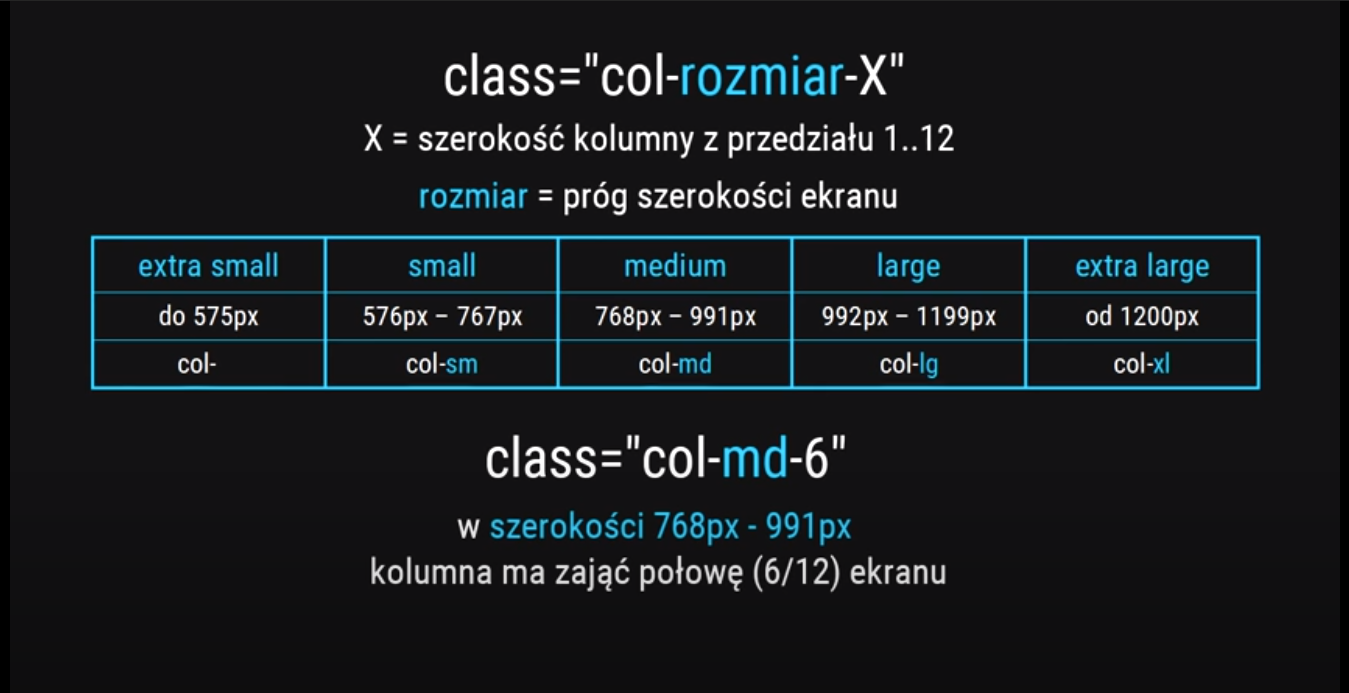 class="col-rozmiar-X"
X = szerokość kolumny z przedziału 1..12
rozmiar = próg szerokości ekranu
extra small small medium large extra large
do 575px 576px – 767px 768px – 991px 992px – 1199px od 1200px
col- col-sm col-md col-lg col-xl
class="col-md-6"
w szerokości 768px - 991px
kolumna ma zająć połowę (6/12) ekranu